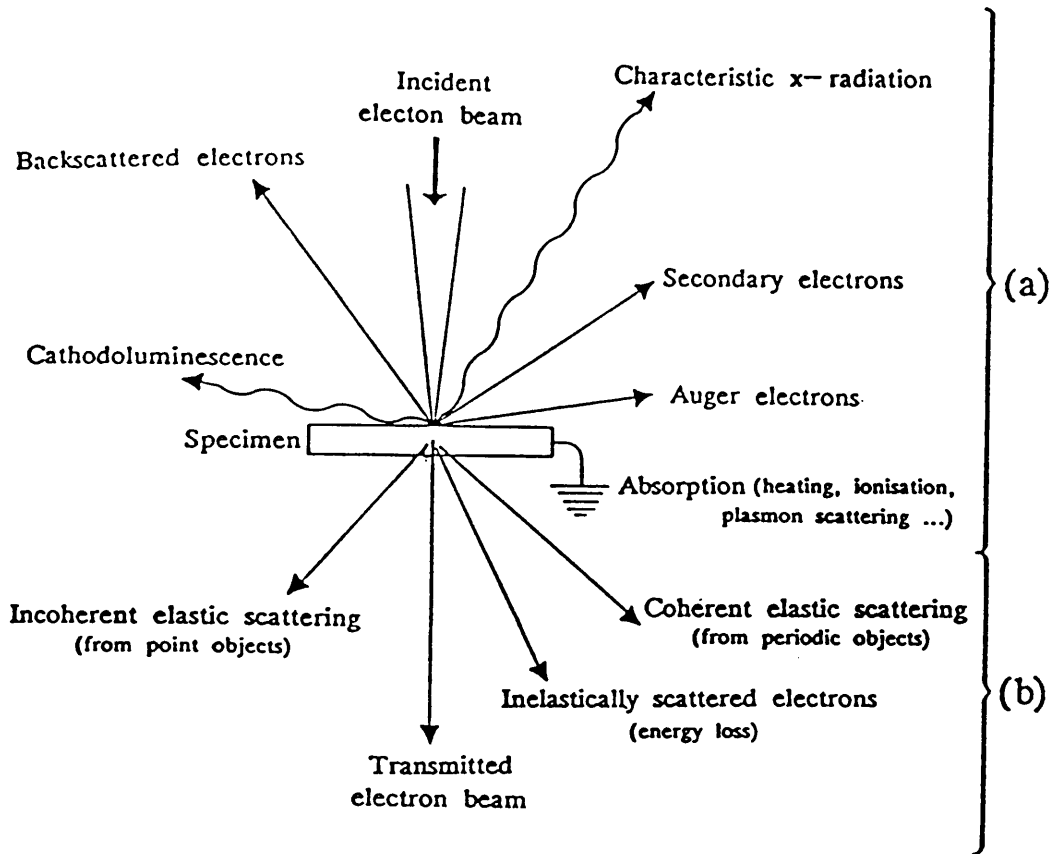 Incident
electon beam
Characteristic x- radiation
Backscattered electrons
Secondary electrons
(a)
Cathodoluminescence
Auger electrons
Specimen
Absorption (heating, ionisation,
plasmon scattering ...)
Incoherent elastic scattering
(from point objects)
Coherent elastic scattering
(from periodic objects)
Inelastically scattered electrons
(energy loss)
(b)
Transmitted
electron beam